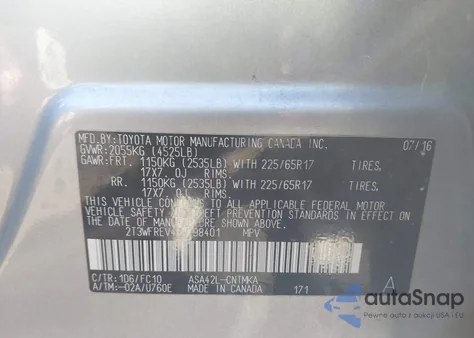 MFD. BY: TOYOTA MOTOR MANUFACTURING CANADA INC. 07/16
GVWR: 2055KG (4525LB)
GAWR: FRT. 1150KG (2535LB) WITH 225/65R17 TIRES.
17X7. 0J RIMS.
RR. 1150KG (2535LB) WITH 225/65R17 TIRES.
17X7. 0J RIMS.
THIS VEHICLE CONFORMS TO ALL APPLICABLE FEDERAL MOTOR
VEHICLE SAFETY AND THEFT PREVENTION STANDARDS IN
EFFECT ON THE DATE OF MANUFACTURE SHOWN ABOVE.
MPV
C/TR: 1D6/FC10 ASA42L-CNTMKA A
A/TM:-02A/U760E MADE IN CANADA 171
autoSnap